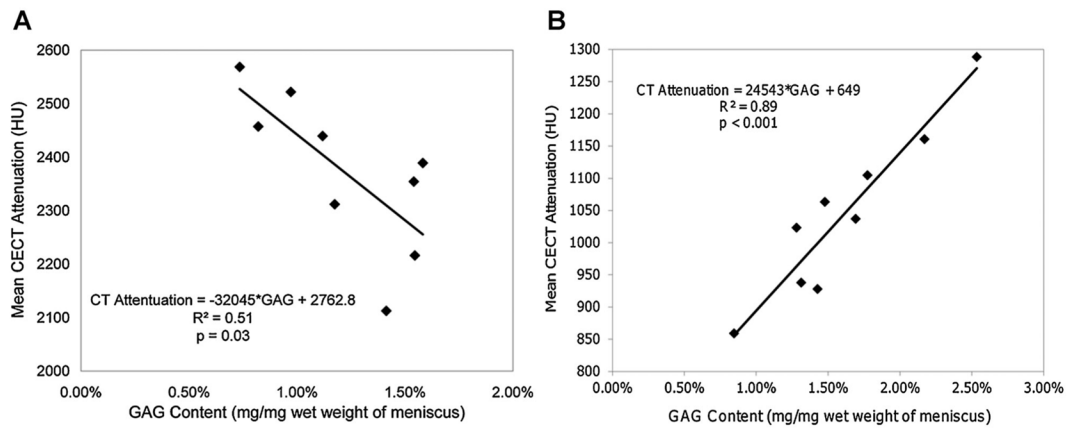 A
2600
2500
2400
2300
2200
2100
2000
Mean CECT Attenuation (HU)
CT Attentuation = -32045*GAG + 2762.8
R² = 0.51
p = 0.03
0.00%
0.50%
1.00%
1.50%
2.00%
GAG Content (mg/mg wet weight of meniscus)
B
1300
1250
1200
1150
1100
1050
1000
950
900
850
800
Mean CECT Attenuation (HU)
CT Attenuation = 24543*GAG + 649
R² = 0.89
p < 0.001
0.00%
0.50%
1.00%
1.50%
2.00%
2.50%
3.00%
GAG Content (mg/mg wet weight of meniscus)